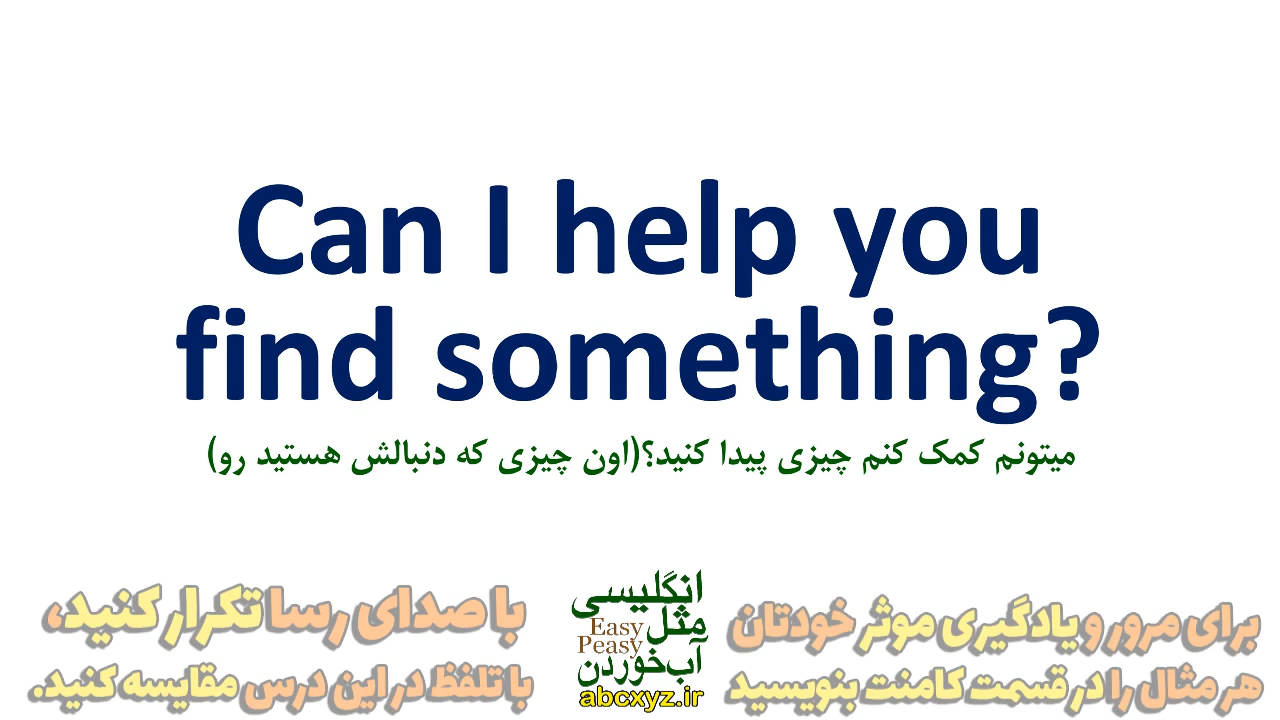 Can I help you
find something?
میتونم کمک کنم چیزی پیدا کنید؟(اون چیزی که دنبالش هستید رو)
برای مرور و یادگیری موثر خودتان
هر مثال را در قسمت کامنت بنویسید
انگلیسی
مثل
Easy
Peasy
آب خوردن
abcxyz.ir
با صدای رسا تکرار کنید،
با تلفظ در این درس مقایسه کنید.